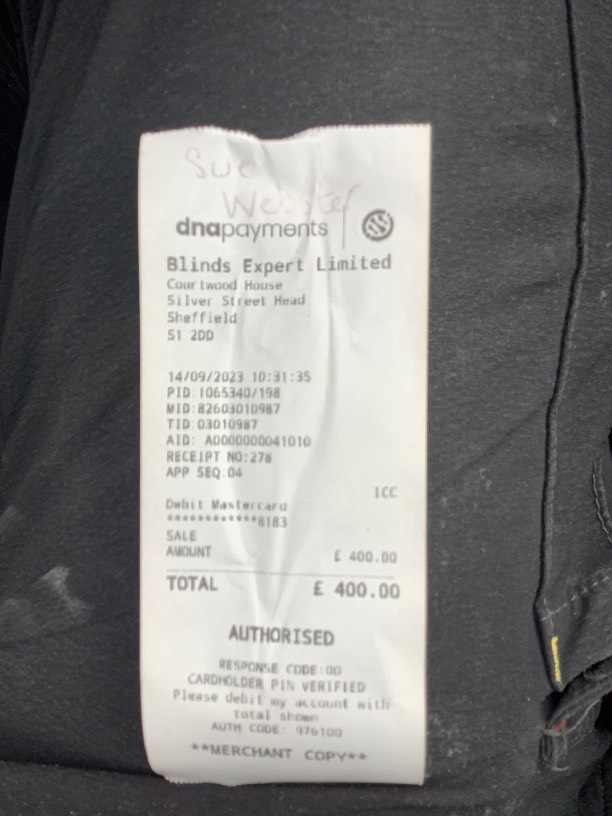 Sue
Webster
dnapayments
Blinds Expert Limited
Courtwood House
Silver Street Head
Sheffield
S1 2DD
14/09/2023 10:31:35
PID:1065340/198
MID:82603010987
TID:03010987
AID: A0000000041010
RECEIPT NO:278
APP SEQ:04
ICC
Debit Mastercard
************8183
SALE
AMOUNT £ 400.00
TOTAL £ 400.00
AUTHORISED
RESPONSE CODE:00
CARDHOLDER PIN VERIFIED
Please debit my account with
total shown
AUTH CODE: 976100
**MERCHANT COPY**